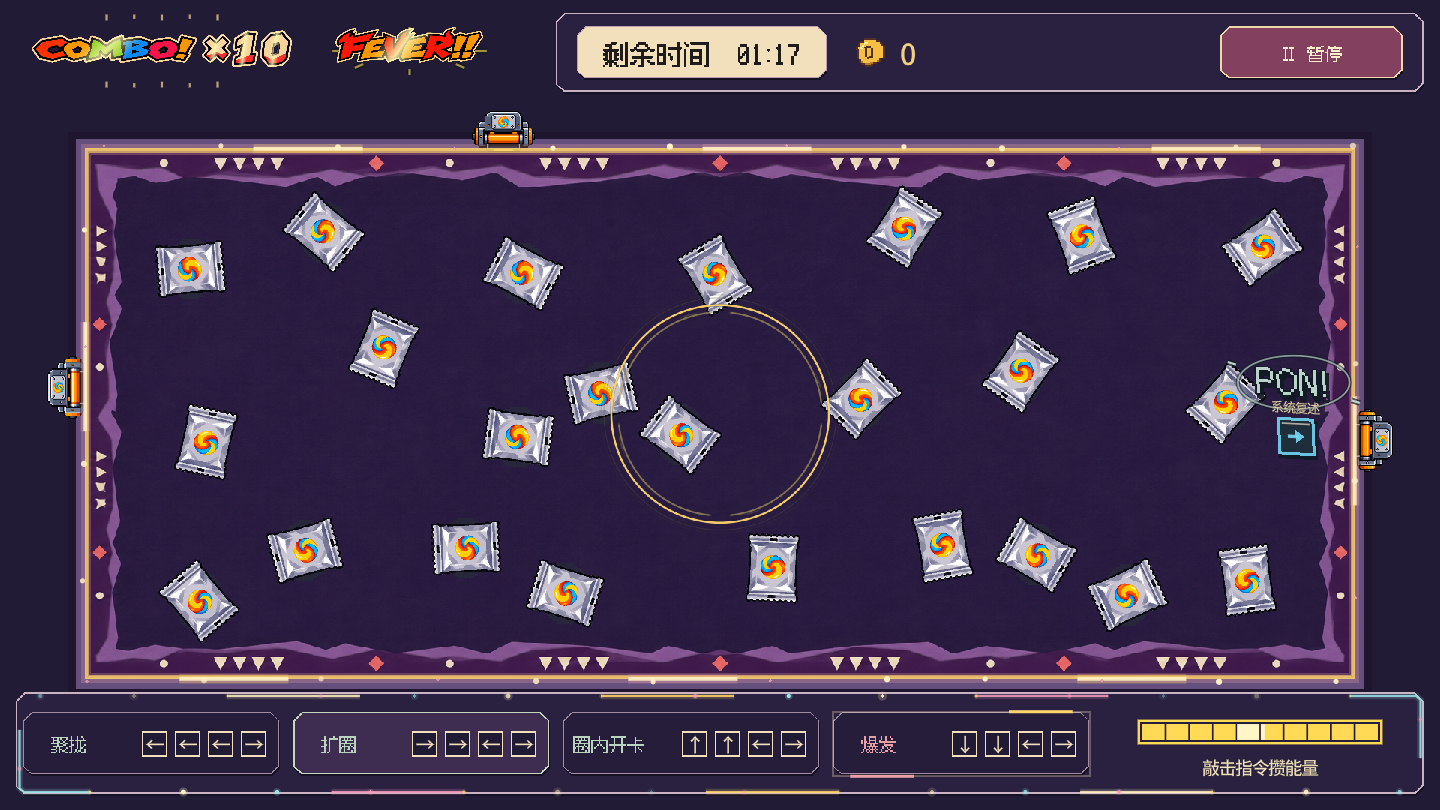 COMBO! ×10
FEVER!!
剩余时间 01:17
0
II 暂停
PON!
系统复述
→
聚拢 ← ← ← →
扩圈 → → ← →
圈内开卡 ↑ ↑ ← →
爆发 ↓ ↓ ← →
敲击指令攒能量